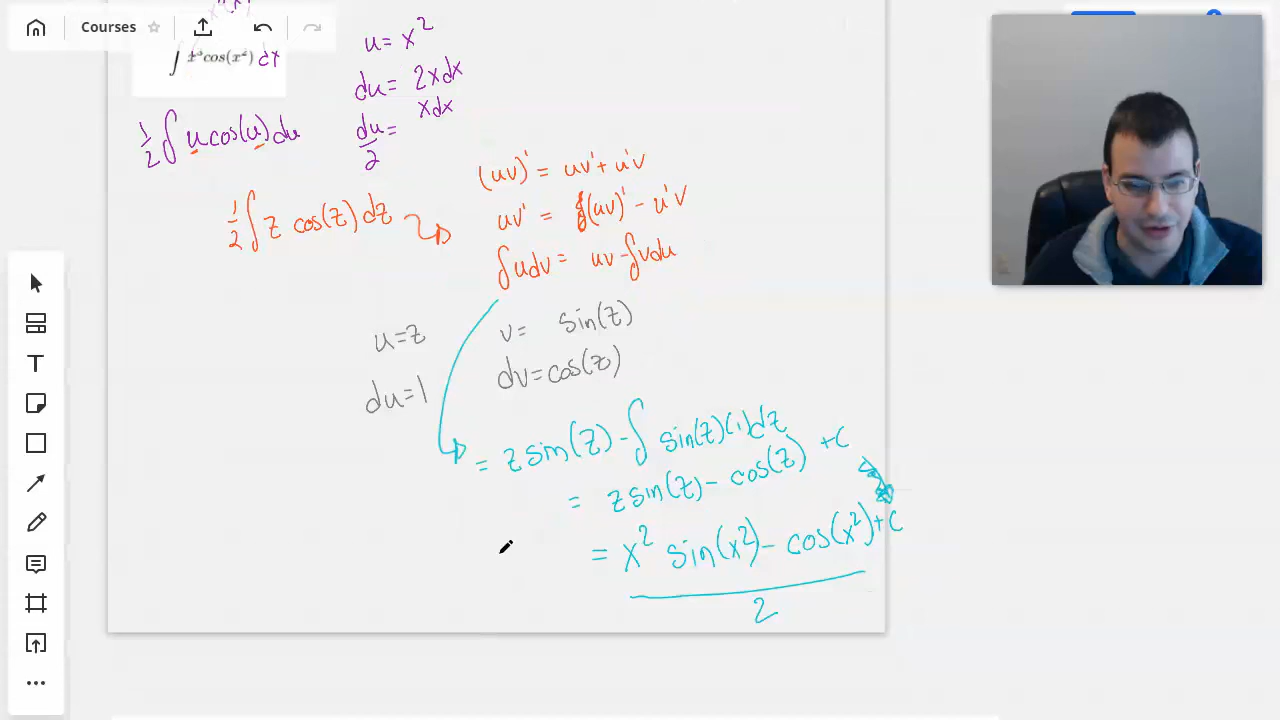 Courses
∫ x³cos(x²) dx
u = x²
du = 2x dx
x dx
du/2 =
1/2 ∫ u cos(u) du
1/2 ∫ z cos(z) dz
(uv)' = uv' + u'v
uv' = (uv)' - u'v
∫ u dv = uv - ∫ v du
u = z
v = sin(z)
du = 1
dv = cos(z)
= z sin(z) - ∫ sin(z)(1)dz
= z sin(z) - cos(z) + C
= x² sin(x²) - cos(x²) + C
2
T